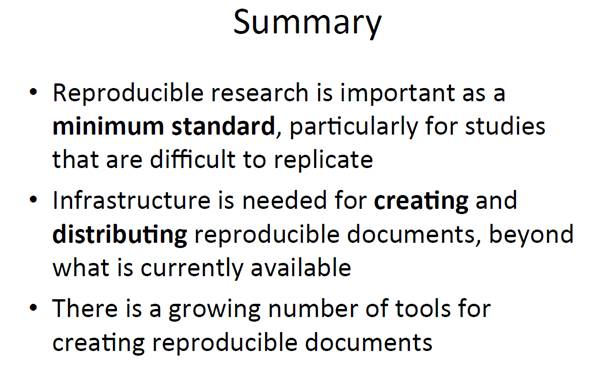 Summary
• Reproducible research is important as a
minimum standard, particularly for studies
that are difficult to replicate
• Infrastructure is needed for creating and
distributing reproducible documents, beyond
what is currently available
• There is a growing number of tools for
creating reproducible documents